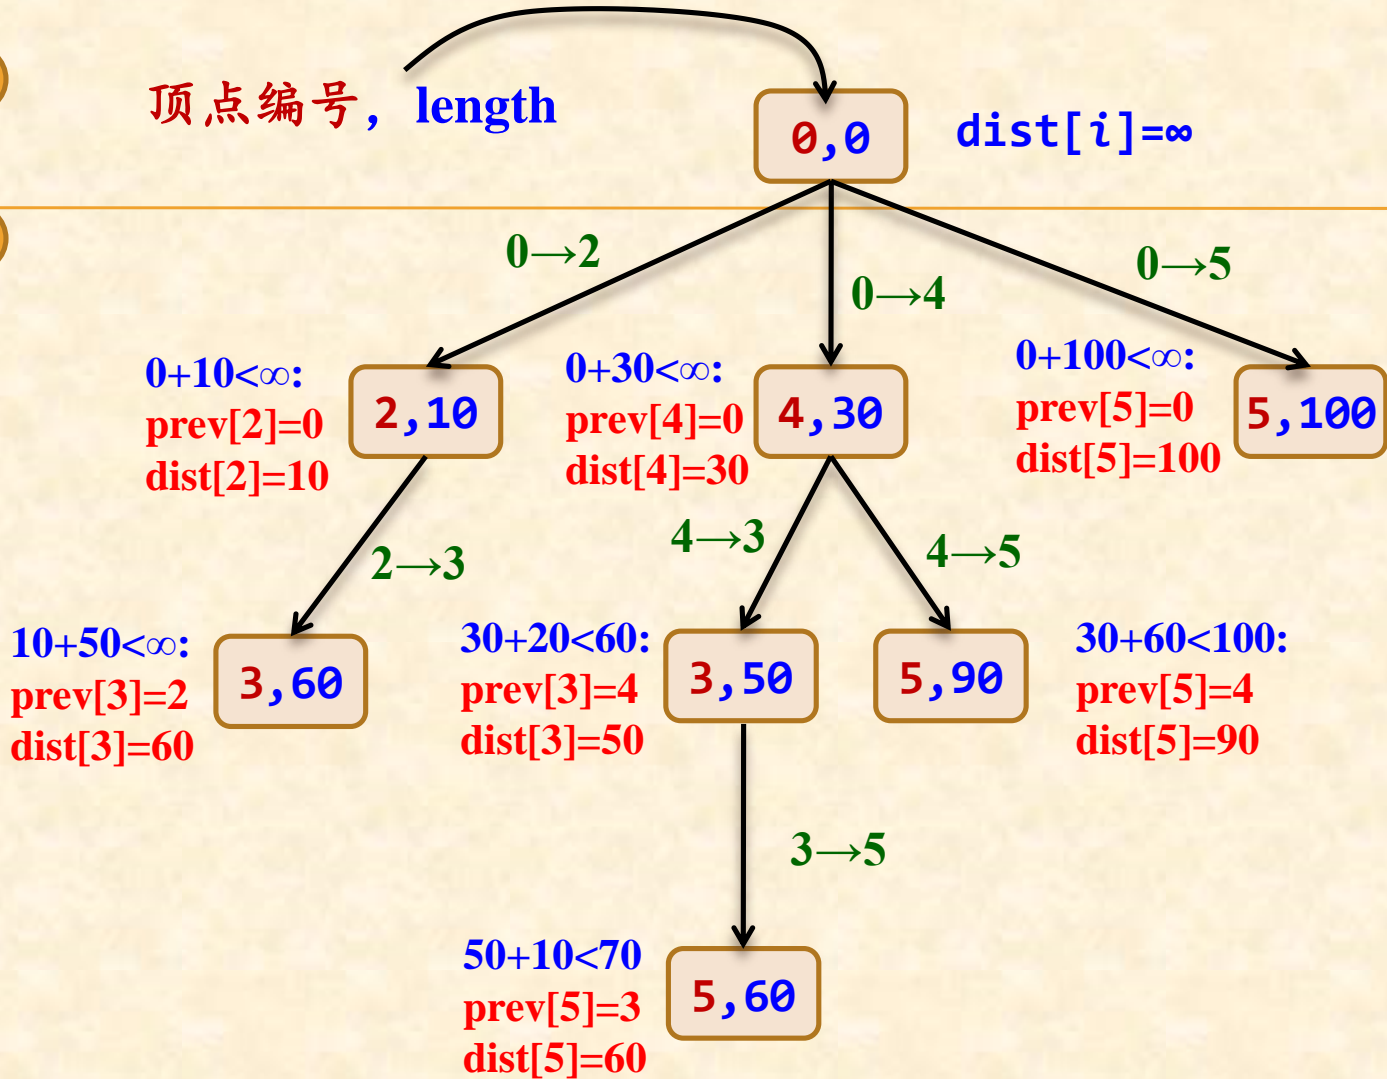 顶点编号，length
0,0
dist[i]=∞
0→2
0→4
0→5
0+10<∞:
prev[2]=0
dist[2]=10
2,10
0+30<∞:
prev[4]=0
dist[4]=30
4,30
0+100<∞:
prev[5]=0
dist[5]=100
5,100
2→3
4→3
4→5
10+50<∞:
prev[3]=2
dist[3]=60
3,60
30+20<60:
prev[3]=4
dist[3]=50
3,50
5,90
30+60<100:
prev[5]=4
dist[5]=90
3→5
50+10<70
prev[5]=3
dist[5]=60
5,60